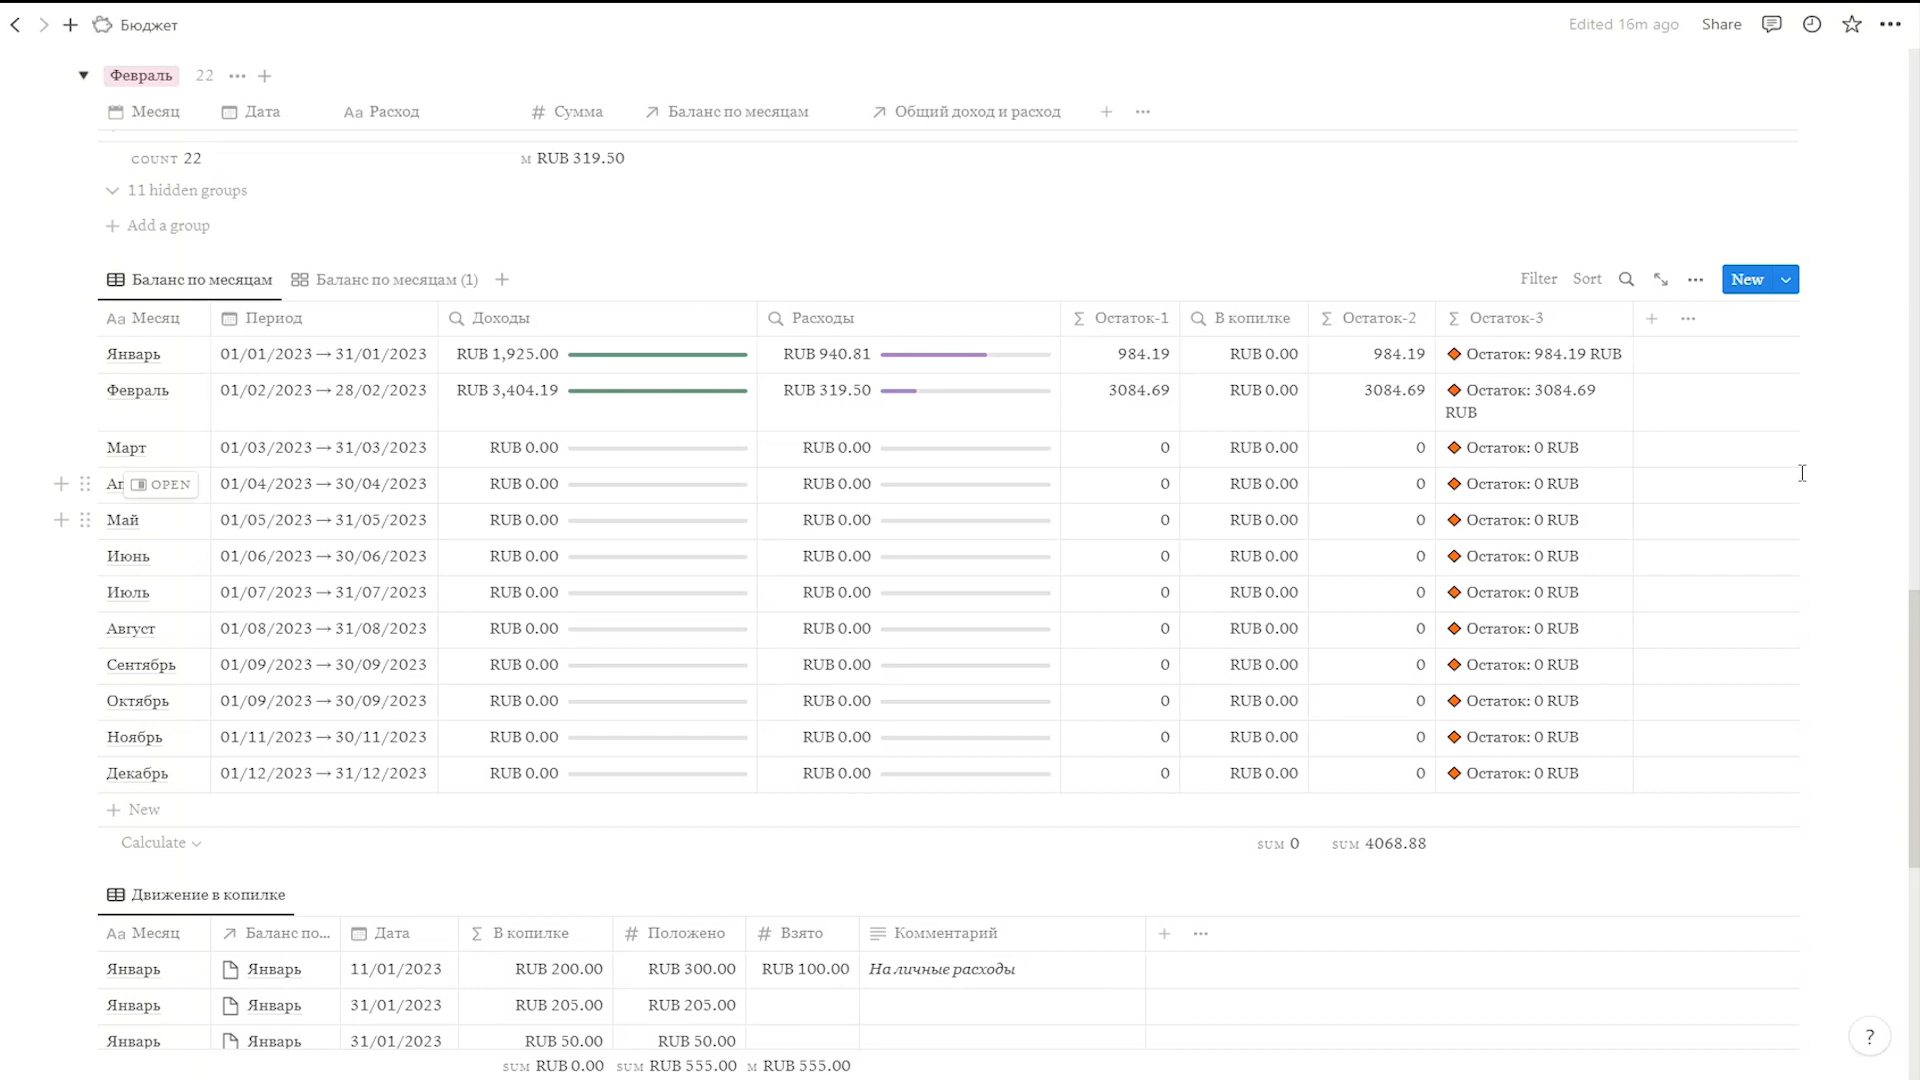 Бюджет Edited 16m ago Share
Февраль 22
Месяц Дата Aa Расход # Сумма Баланс по месяцам Общий доход и расход
COUNT 22 M RUB 319.50
11 hidden groups
Add a group
Баланс по месяцам Баланс по месяцам (1) Filter Sort New
Aa Месяц Период Доходы Расходы Σ Остаток-1 В копилке Σ Остаток-2 Σ Остаток-3
Январь 01/01/2023 → 31/01/2023 RUB 1,925.00 RUB 940.81 984.19 RUB 0.00 984.19 Остаток: 984.19 RUB
Февраль 01/02/2023 → 28/02/2023 RUB 3,404.19 RUB 319.50 3084.69 RUB 0.00 3084.69 Остаток: 3084.69
RUB
Март 01/03/2023 → 31/03/2023 RUB 0.00 RUB 0.00 0 RUB 0.00 0 Остаток: 0 RUB
Ап OPEN 01/04/2023 → 30/04/2023 RUB 0.00 RUB 0.00 0 RUB 0.00 0 Остаток: 0 RUB
Май 01/05/2023 → 31/05/2023 RUB 0.00 RUB 0.00 0 RUB 0.00 0 Остаток: 0 RUB
Июнь 01/06/2023 → 30/06/2023 RUB 0.00 RUB 0.00 0 RUB 0.00 0 Остаток: 0 RUB
Июль 01/07/2023 → 31/07/2023 RUB 0.00 RUB 0.00 0 RUB 0.00 0 Остаток: 0 RUB
Август 01/08/2023 → 31/08/2023 RUB 0.00 RUB 0.00 0 RUB 0.00 0 Остаток: 0 RUB
Сентябрь 01/09/2023 → 30/09/2023 RUB 0.00 RUB 0.00 0 RUB 0.00 0 Остаток: 0 RUB
Октябрь 01/09/2023 → 30/09/2023 RUB 0.00 RUB 0.00 0 RUB 0.00 0 Остаток: 0 RUB
Ноябрь 01/11/2023 → 30/11/2023 RUB 0.00 RUB 0.00 0 RUB 0.00 0 Остаток: 0 RUB
Декабрь 01/12/2023 → 31/12/2023 RUB 0.00 RUB 0.00 0 RUB 0.00 0 Остаток: 0 RUB
New
Calculate SUM 0 SUM 4068.88
Движение в копилке
Aa Месяц Баланс по... Дата Σ В копилке # Положено # Взято Комментарий
Январь Январь 11/01/2023 RUB 200.00 RUB 300.00 RUB 100.00 На личные расходы
Январь Январь 31/01/2023 RUB 205.00 RUB 205.00
Январь Январь 31/01/2023 RUB 50.00 RUB 50.00
SUM RUB 0.00 SUM RUB 555.00 M RUB 555.00
?